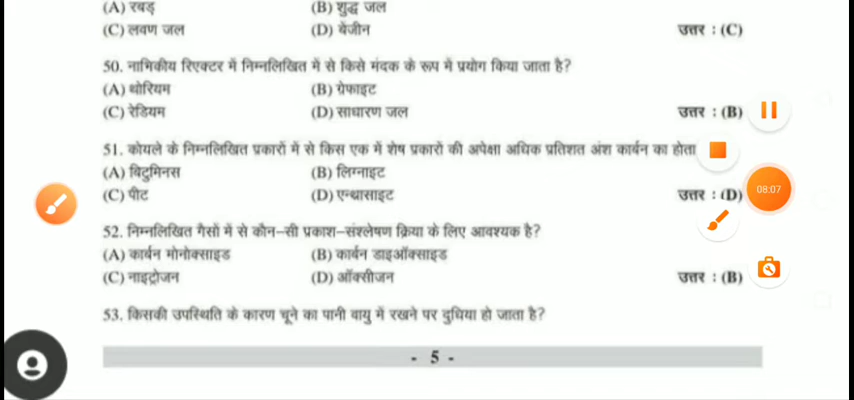 (A) रबड़ (B) शुद्ध जल
(C) लवण जल (D) बेंजीन उत्तर : (C)
50. नाभिकीय रिएक्टर में निम्नलिखित में से किसे मंदक के रूप में प्रयोग किया जाता है?
(A) थोरियम (B) ग्रेफाइट
(C) रेडियम (D) साधारण जल उत्तर : (B)
51. कोयले के निम्नलिखित प्रकारों में से किस एक में शेष प्रकारों की अपेक्षा अधिक प्रतिशत अंश कार्बन का होता
(A) बिटुमिनस (B) लिग्नाइट
(C) पीट (D) एन्थ्रासाइट उत्तर : (D)
08:07
52. निम्नलिखित गैसों में से कौन-सी प्रकाश-संश्लेषण क्रिया के लिए आवश्यक है?
(A) कार्बन मोनोक्साइड (B) कार्बन डाइऑक्साइड
(C) नाइट्रोजन (D) ऑक्सीजन उत्तर : (B)
53. किसकी उपस्थिति के कारण चूने का पानी वायु में रखने पर दुधिया हो जाता है?
- 5 -